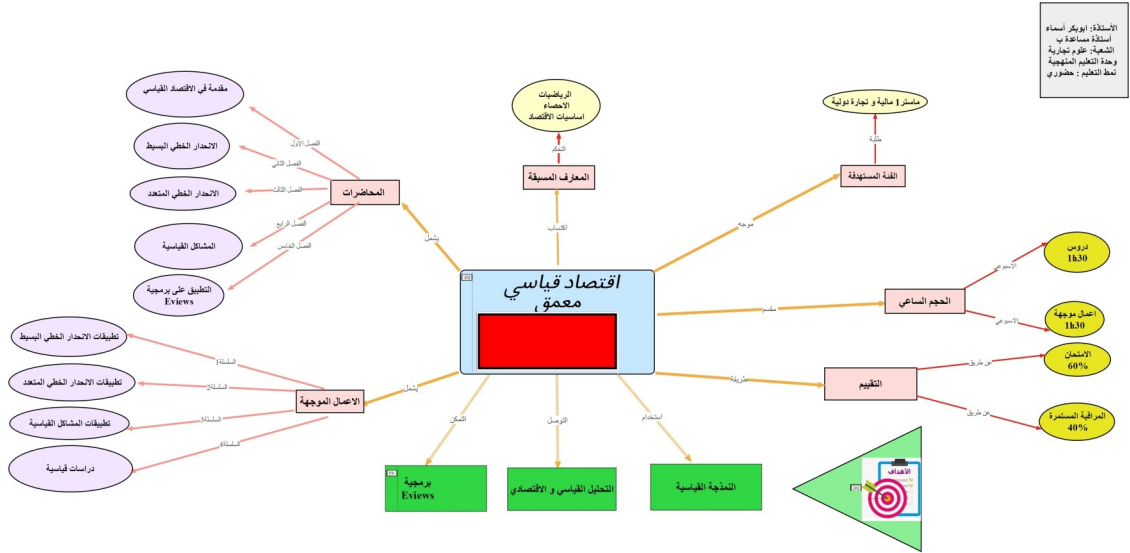 الأستاذة: ابوبكر أسماء
أستاذة مساعدة ب
الشعبة: علوم تجارية
وحدة التعليم المنهجية
نمط التعليم : حضوري
اقتصاد قياسي
معمق
موجه
الفئة المستهدفة
طلبة
ماستر1 مالية و تجارة دولية
اكتساب
المعارف المسبقة
التحكم
الرياضيات
الاحصاء
اساسيات الاقتصاد
يشمل
المحاضرات
الفصل الأول
مقدمة في الاقتصاد القياسي
الفصل الثاني
الانحدار الخطي البسيط
الفصل الثالث
الانحدار الخطي المتعدد
الفصل الرابع
المشاكل القياسية
الفصل الخامس
التطبيق على برمجية
Eviews
مقسم
الحجم الساعي
الاسبوعي
دروس
1h30
الاسبوعي
اعمال موجهة
1h30
طريقة
التقييم
عن طريق
الامتحان
60%
عن طريق
المراقبة المستمرة
40%
يشمل
الاعمال الموجهة
السلسلة1
تطبيقات الانحدار الخطي البسيط
السلسلة2
تطبيقات الانحدار الخطي المتعدد
السلسلة3
تطبيقات المشاكل القياسية
السلسلة4
دراسات قياسية
استخدام
النمذجة القياسية
التوصل
التحليل القياسي و الاقتصادي
التمكن
برمجية
Eviews
الأهداف